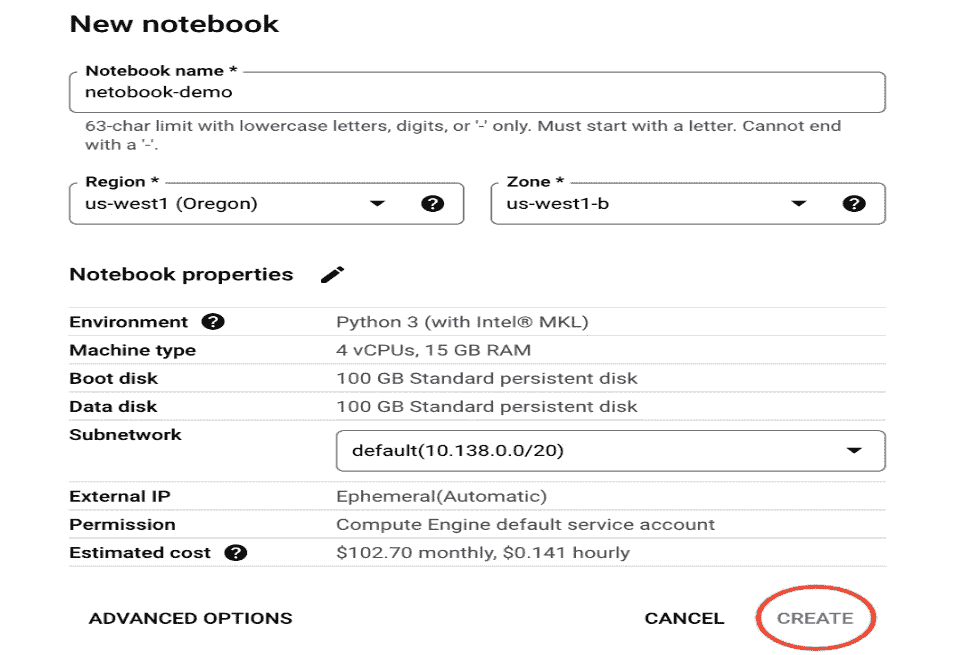 New notebook
Notebook name *
netobook-demo
63-char limit with lowercase letters, digits, or '-' only. Must start with a letter. Cannot end
with a '-'.
Region * Zone *
us-west1 (Oregon) ? us-west1-b ?
Notebook properties
Environment ? Python 3 (with Intel® MKL)
Machine type 4 vCPUs, 15 GB RAM
Boot disk 100 GB Standard persistent disk
Data disk 100 GB Standard persistent disk
Subnetwork
default(10.138.0.0/20)
External IP Ephemeral(Automatic)
Permission Compute Engine default service account
Estimated cost ? $102.70 monthly, $0.141 hourly
ADVANCED OPTIONS CANCEL CREATE